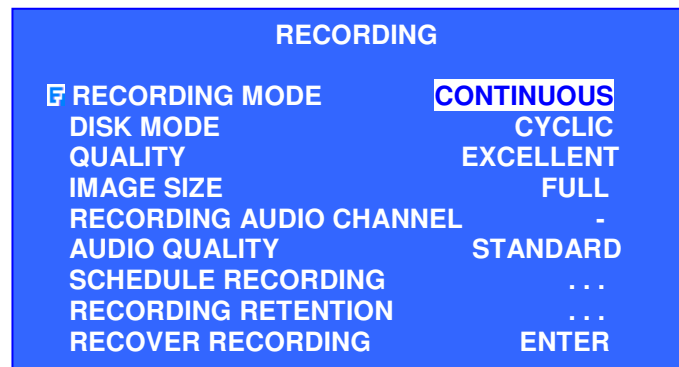 RECORDING
RECORDING MODE CONTINUOUS
DISK MODE CYCLIC
QUALITY EXCELLENT
IMAGE SIZE FULL
RECORDING AUDIO CHANNEL -
AUDIO QUALITY STANDARD
SCHEDULE RECORDING ...
RECORDING RETENTION ...
RECOVER RECORDING ENTER